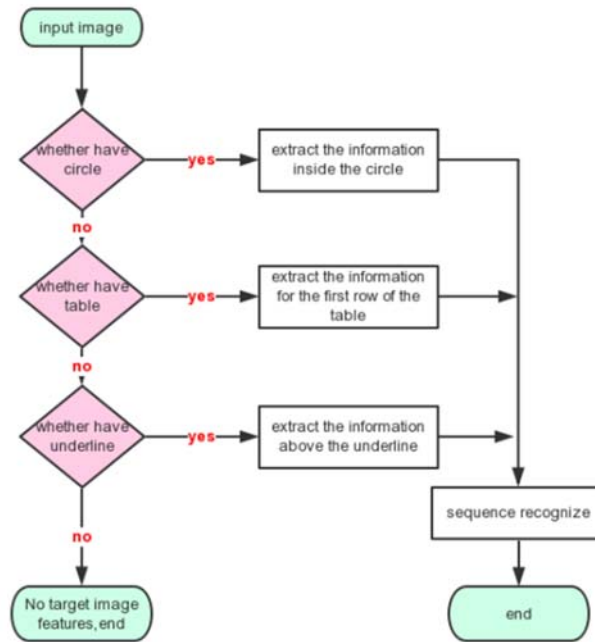 input image
whether have
circle
yes
extract the information
inside the circle
no
whether have
table
yes
extract the information
for the first row of the
table
no
whether have
underline
yes
extract the information
above the underline
no
sequence recognize
No target image
features,end
end